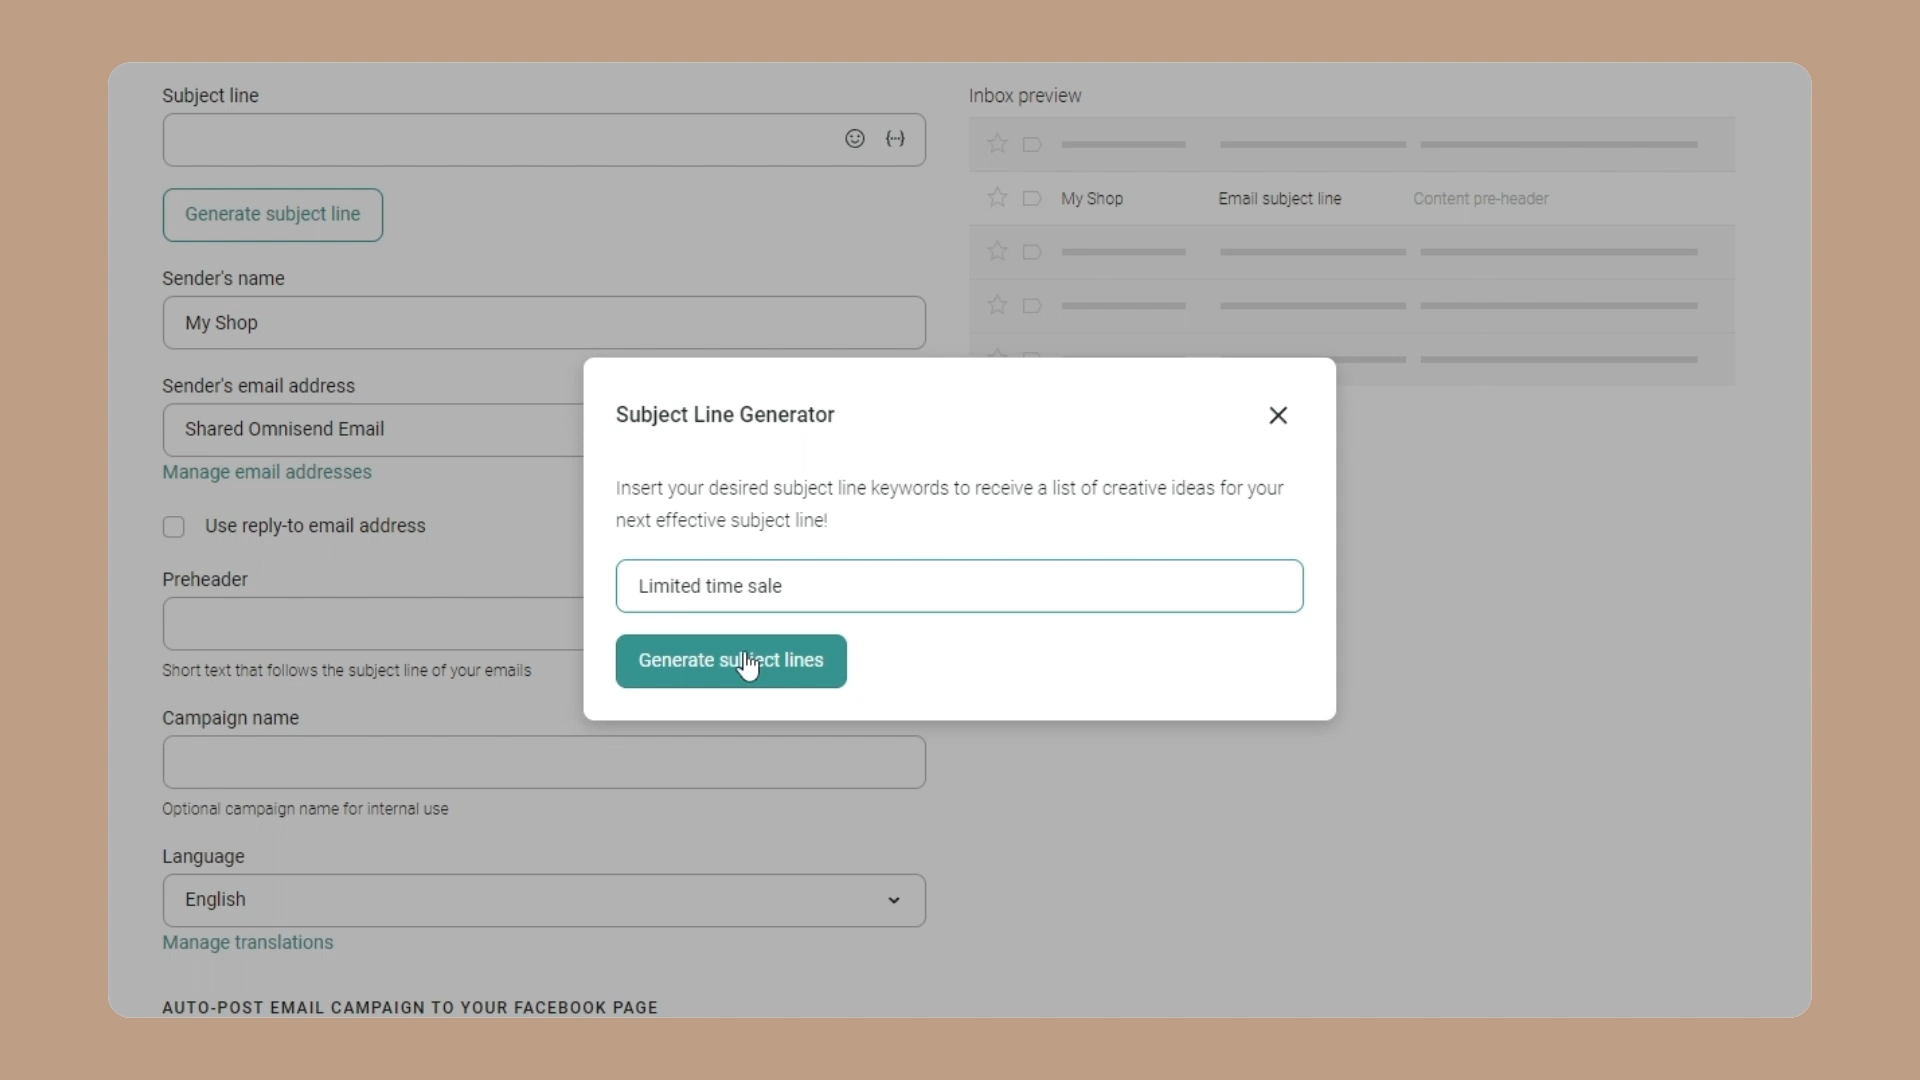 Subject line
{...}
Generate subject line
Sender's name
My Shop
Sender's email address
Shared Omnisend Email
Manage email addresses
Use reply-to email address
Preheader
Short text that follows the subject line of your emails
Campaign name
Optional campaign name for internal use
Language
English
Manage translations
AUTO-POST EMAIL CAMPAIGN TO YOUR FACEBOOK PAGE
Inbox preview
My Shop Email subject line Content pre-header
Subject Line Generator
Insert your desired subject line keywords to receive a list of creative ideas for your
next effective subject line!
Limited time sale
Generate subject lines